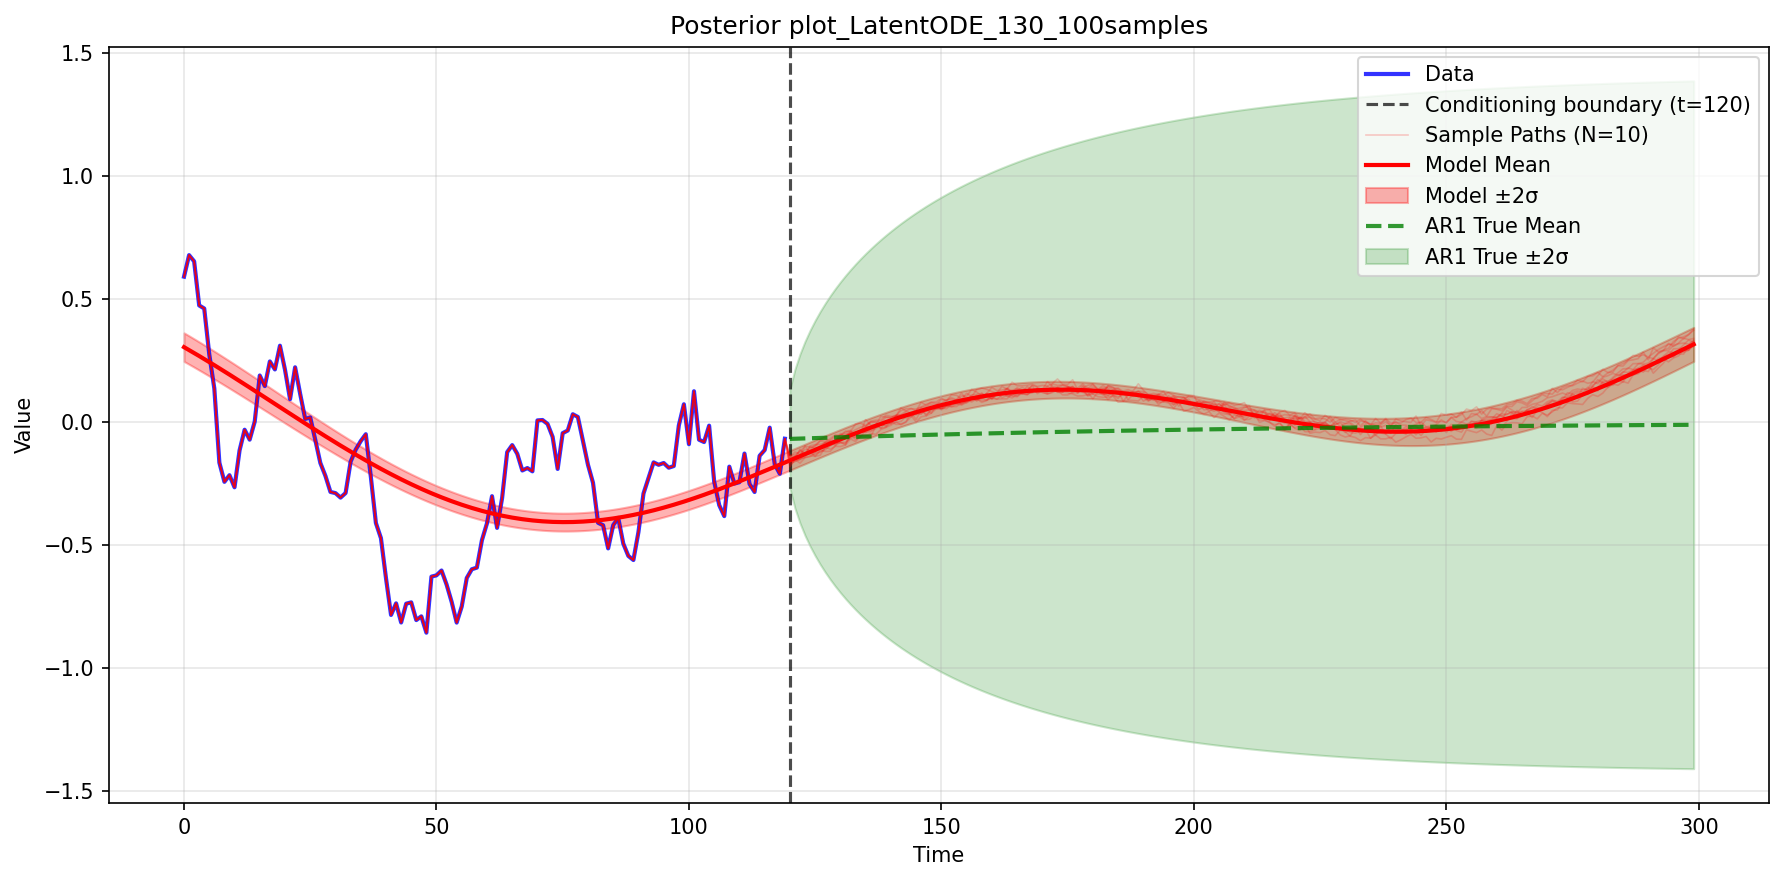 Posterior plot_LatentODE_130_100samples
1.5
1.0
0.5
0.0
−0.5
−1.0
−1.5
Value
0
50
100
150
200
250
300
Time
Data
Conditioning boundary (t=120)
Sample Paths (N=10)
Model Mean
Model ±2σ
AR1 True Mean
AR1 True ±2σ